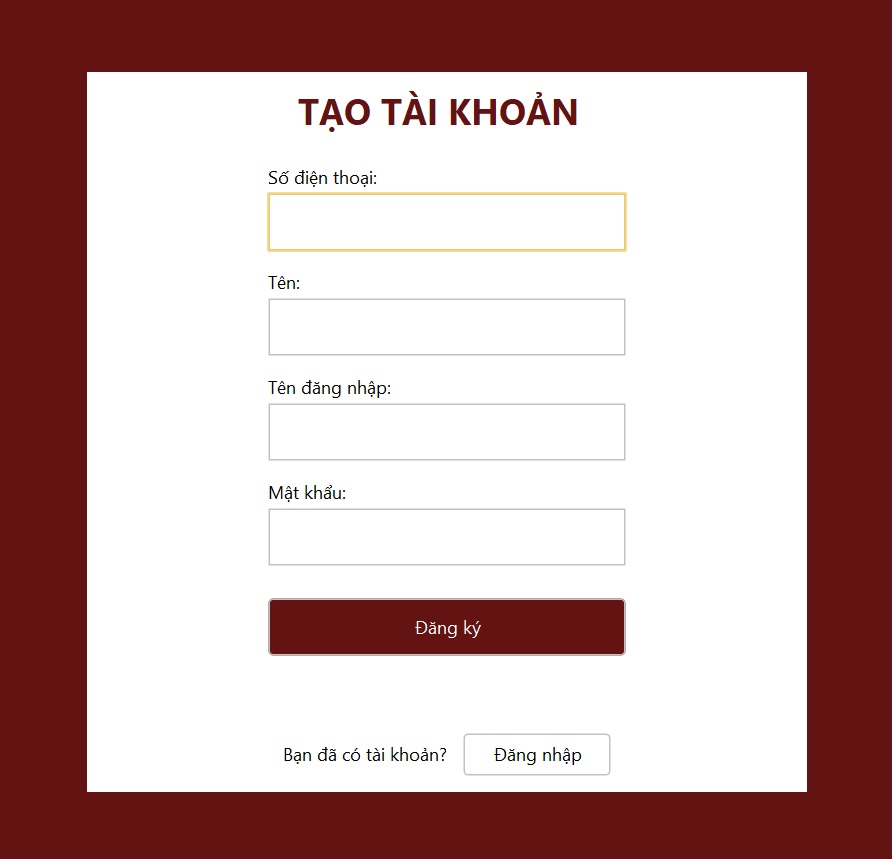 TẠO TÀI KHOẢN
Số điện thoại:
Tên:
Tên đăng nhập:
Mật khẩu:
Đăng ký
Bạn đã có tài khoản? Đăng nhập